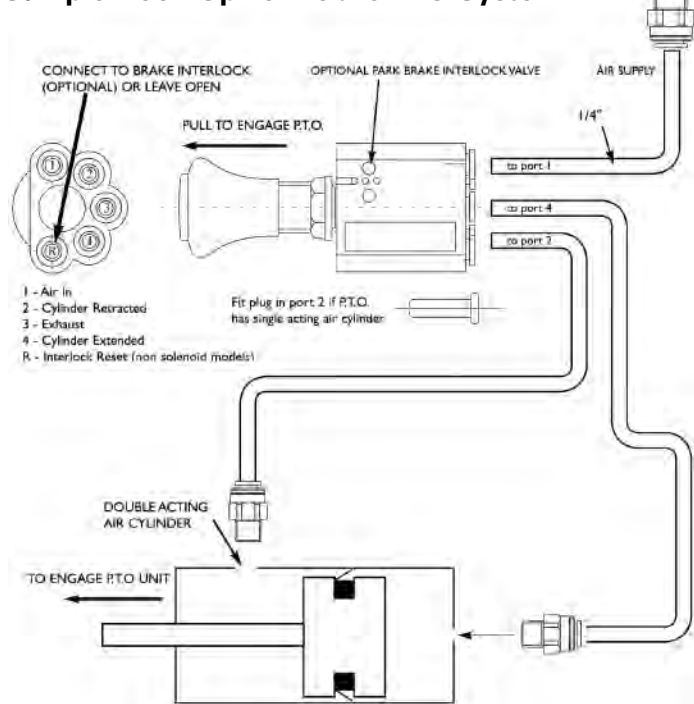 CONNECT TO BRAKE INTERLOCK
(OPTIONAL) OR LEAVE OPEN
OPTIONAL PARK BRAKE INTERLOCK VALVE
AIR SUPPLY
PULL TO ENGAGE P.T.O.
1/4"
1
2
3
4
R
to port 1
to port 4
to port 2
1 - Air In
2 - Cylinder Retracted
3 - Exhaust
4 - Cylinder Extended
R - Interlock Reset (non solenoid models)
Fit plug in port 2 if P.T.O.
has single acting air cylinder
DOUBLE ACTING
AIR CYLINDER
TO ENGAGE P.T.O UNIT